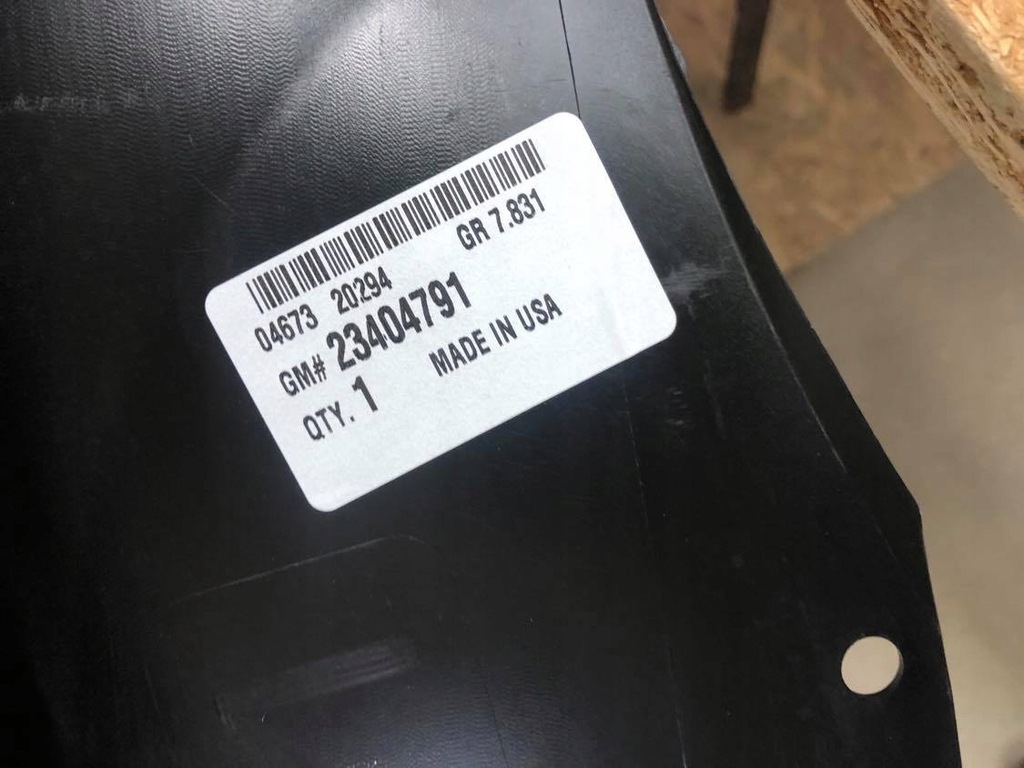 04673 20294 GR 7.831
GM# 23404791
QTY. 1 MADE IN USA